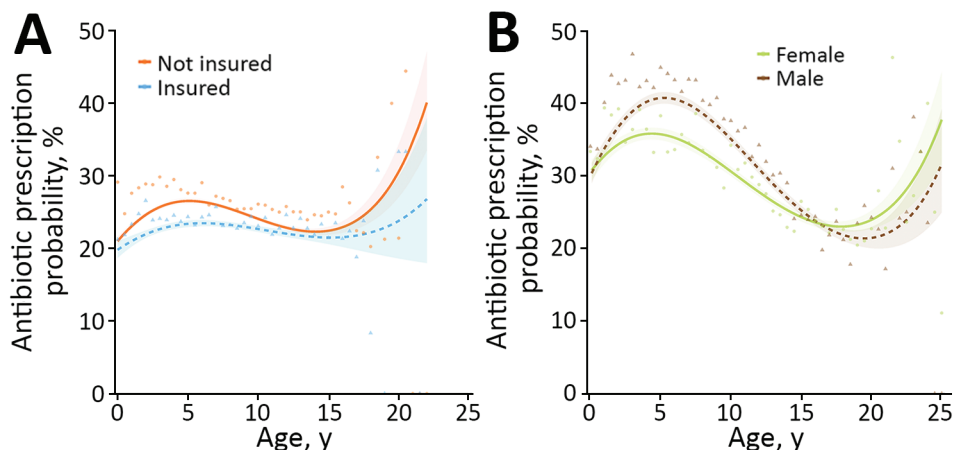 A
Antibiotic prescription
probability, %
50
40
30
20
10
0
Not insured
Insured
0 5 10 15 20 25
Age, y
B
Antibiotic prescription
probability, %
50
40
30
20
10
0
Female
Male
0 5 10 15 20 25
Age, y